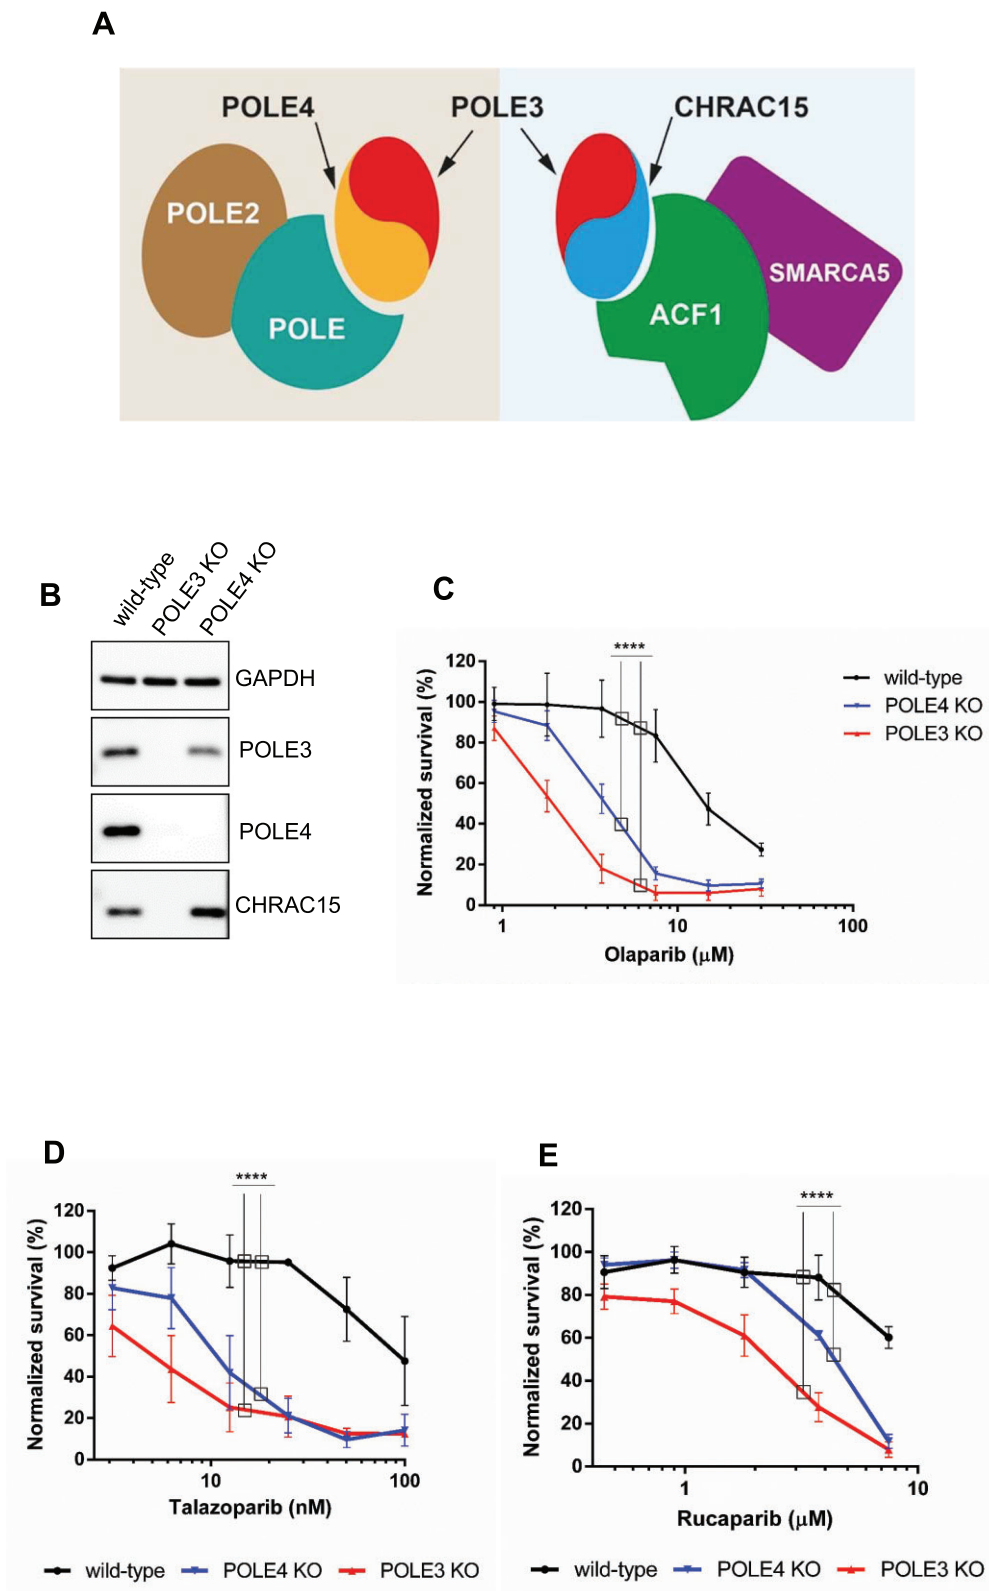 A
POLE4 POLE3 CHRAC15
POLE2
POLE
ACF1
SMARCA5
B
wild-type POLE3 KO POLE4 KO
GAPDH
POLE3
POLE4
CHRAC15
C
****
Normalized survival (%)
120
100
80
60
40
20
0
1 10 100
Olaparib (μM)
wild-type
POLE4 KO
POLE3 KO
D
****
Normalized survival (%)
120
100
80
60
40
20
0
10 100
Talazoparib (nM)
wild-type POLE4 KO POLE3 KO
E
****
Normalized survival (%)
120
100
80
60
40
20
0
1 10
Rucaparib (μM)
wild-type POLE4 KO POLE3 KO